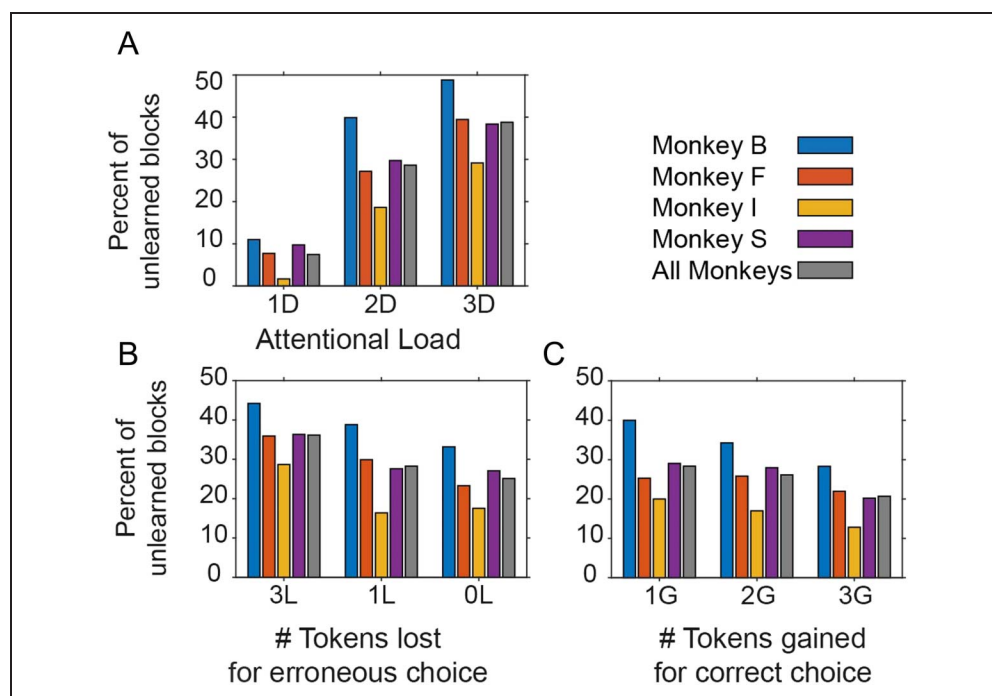 A
50
40
30
20
10
0
Percent of
unlearned blocks
1D 2D 3D
Attentional Load
Monkey B
Monkey F
Monkey I
Monkey S
All Monkeys
B
50
40
30
20
10
0
Percent of
unlearned blocks
3L 1L 0L
# Tokens lost
for erroneous choice
C
50
40
30
20
10
0
1G 2G 3G
# Tokens gained
for correct choice